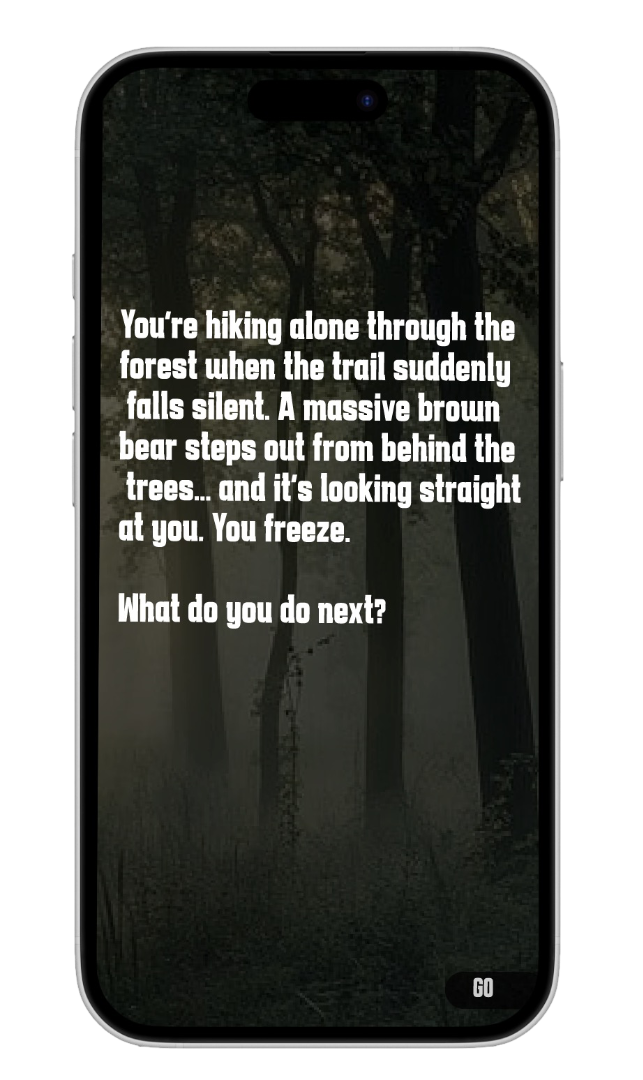 You're hiking alone through the
forest when the trail suddenly
falls silent. A massive brown
bear steps out from behind the
trees... and it's looking straight
at you. You freeze.
What do you do next?
GO